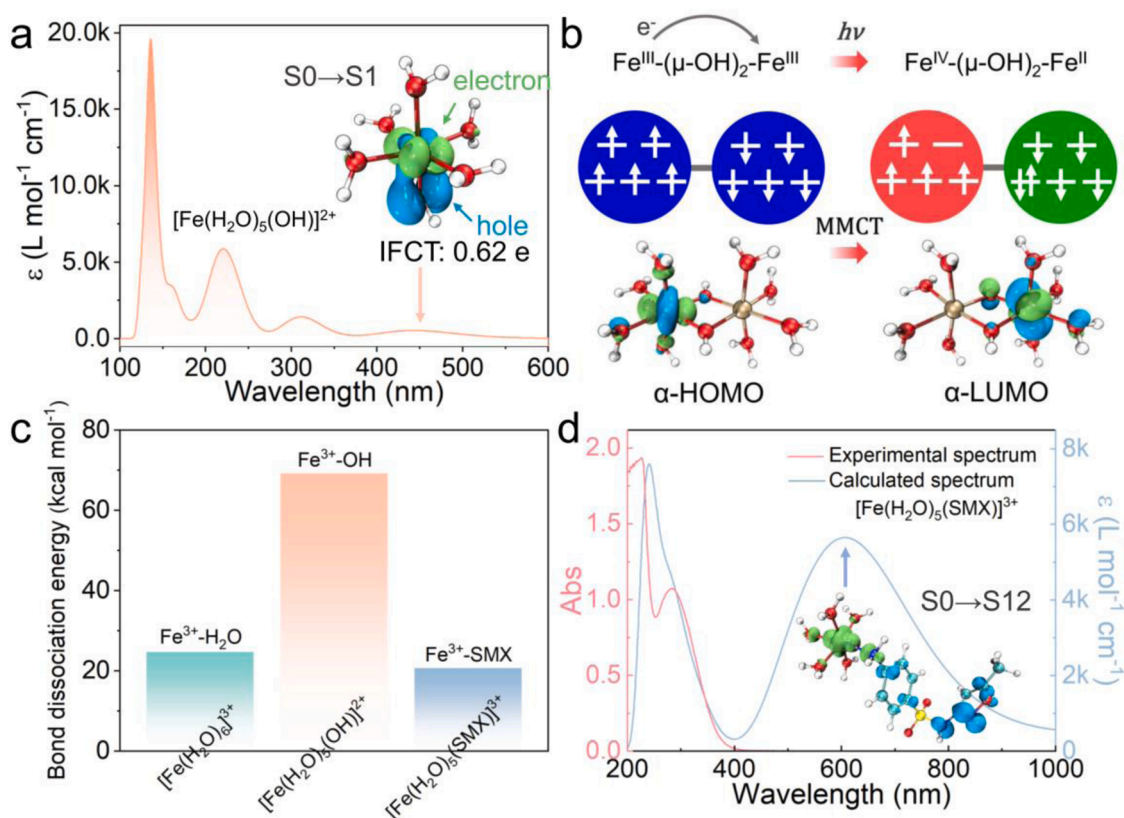 a
20.0k
15.0k
10.0k
5.0k
0.0
ε (L mol⁻¹ cm⁻¹)
S0→S1
electron
[Fe(H₂O)₅(OH)]²⁺
hole
IFCT: 0.62 e
100 200 300 400 500 600
Wavelength (nm)
b
e⁻
Feᴵᴵᴵ-(μ-OH)₂-Feᴵᴵᴵ
hν
Feᴵⱽ-(μ-OH)₂-Feᴵᴵ
MMCT
α-HOMO
α-LUMO
c
80
60
40
20
0
Bond dissociation energy (kcal mol⁻¹)
Fe³⁺-H₂O
Fe³⁺-OH
Fe³⁺-SMX
[Fe(H₂O)₆]³⁺
[Fe(H₂O)₅(OH)]²⁺
[Fe(H₂O)₅(SMX)]³⁺
d
2.0
1.5
1.0
0.5
0.0
Abs
Experimental spectrum
Calculated spectrum
[Fe(H₂O)₅(SMX)]³⁺
S0→S12
8k
6k
4k
2k
0
ε (L mol⁻¹ cm⁻¹)
200 400 600 800 1000
Wavelength (nm)